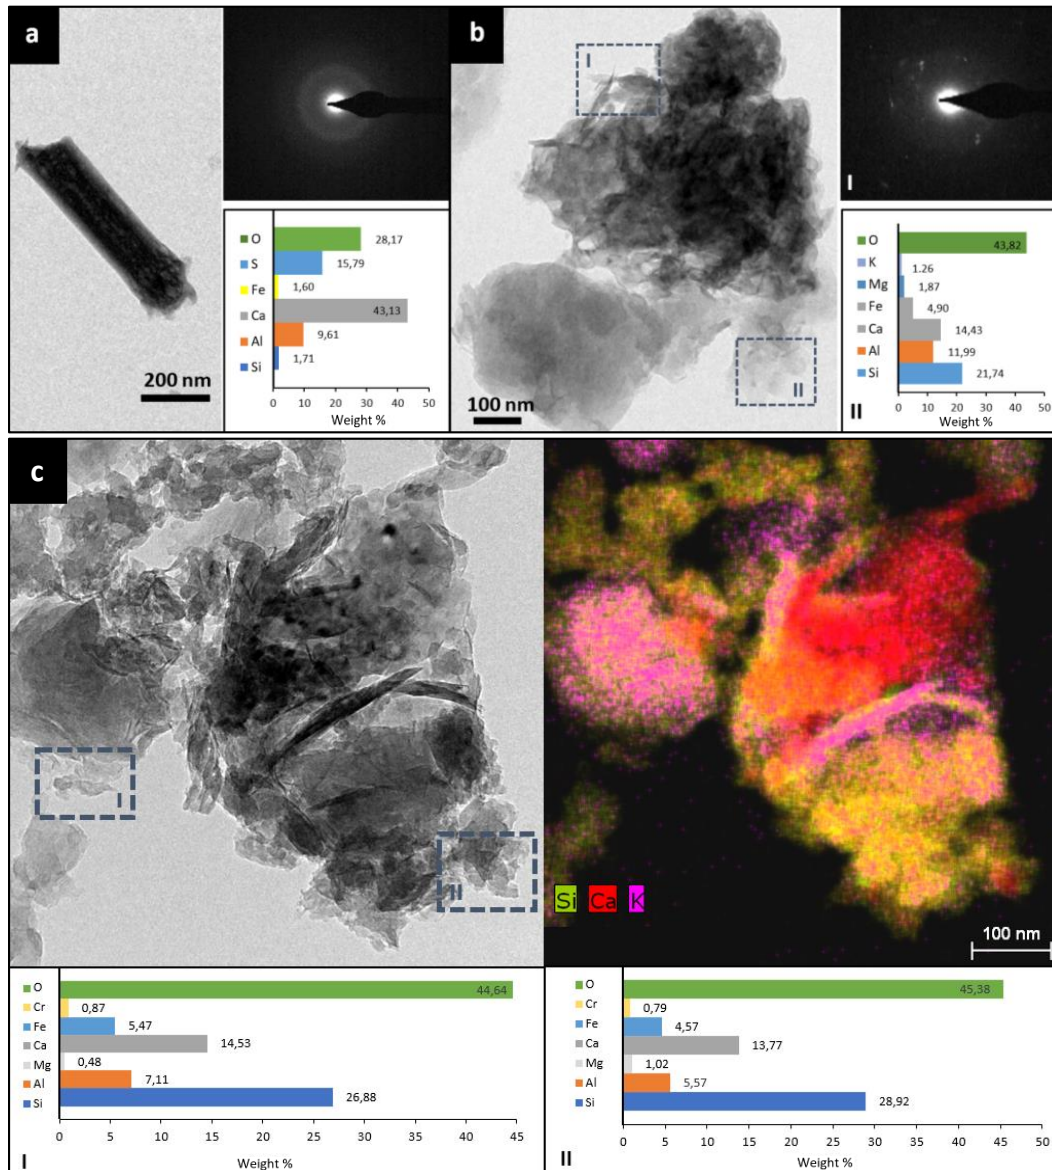 a
200 nm
O 28,17
S 15,79
Fe 1,60
Ca 43,13
Al 9,61
Si 1,71
0 10 20 30 40 50
Weight %
b
I
II
100 nm
I
O 43,82
K 1.26
Mg 1,87
Fe 4,90
Ca 14,43
Al 11,99
Si 21,74
0 10 20 30 40 50
II Weight %
c
I
II
Si Ca K
100 nm
O 44,64
Cr 0,87
Fe 5,47
Ca 14,53
Mg 0,48
Al 7,11
Si 26,88
0 5 10 15 20 25 30 35 40 45
I Weight %
O 45,38
Cr 0,79
Fe 4,57
Ca 13,77
Mg 1,02
Al 5,57
Si 28,92
0 5 10 15 20 25 30 35 40 45 50
II Weight %